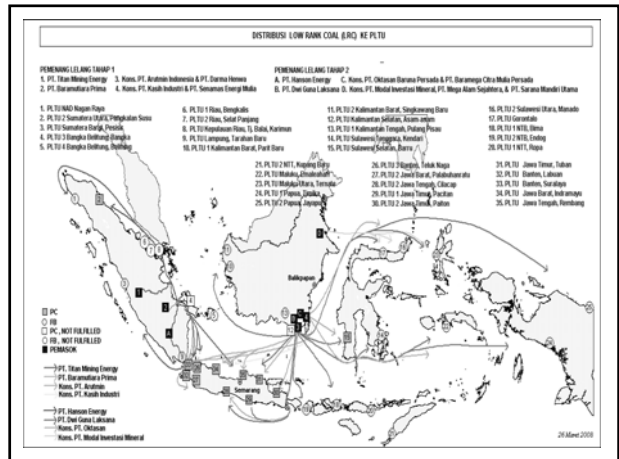 DISTRIBUSI LOW RANK COAL (LRC) KE PLTU
PEMENANG LELANG TAHAP 1
1. PT. Titan Mining Energy 3. Kons. PT. Arutmin Indonesia & PT. Darma Henwa
2. PT. Baramutiara Prima 4. Kons. PT. Kasih Industri & PT. Senamas Energi Mulia
PEMENANG LELANG TAHAP 2
A. PT. Hanson Energy C. Kons. PT. Oktasan Baruna Persada & PT. Baramega Citra Mulia Persada
B. PT. Dwi Guna Laksana D. Kons. PT. Modal Investasi Mineral, PT. Mega Alam Sejahtera, & PT. Sarana Mandiri Utama
1. PLTU NAD Nagan Raya
2. PLTU 2 Sumatera Utara, Pangkalan Susu
3. PLTU Sumatera Barat, Pesisir
4. PLTU 3 Bangka Belitung, Bangka
5. PLTU 4 Bangka Belitung, Belitung
6. PLTU 1 Riau, Bengkalis
7. PLTU 2 Riau, Selat Panjang
8. PLTU Kepulauan Riau, Tj. Balai, Karimun
9. PLTU Lampung, Tarahan Baru
10. PLTU 1 Kalimantan Barat, Parit Baru
11. PLTU 2 Kalimantan Barat, Singkawang Baru
12. PLTU Kalimantan Selatan, Asam-asam
13. PLTU 1 Kalimantan Tengah, Pulang Pisau
14. PLTU Sulawesi Tenggara, Kendari
15. PLTU Sulawesi Selatan, Barru
16. PLTU 2 Sulawesi Utara, Manado
17. PLTU Gorontalo
18. PLTU 1 NTB, Bima
19. PLTU 2 NTB, Endog
20. PLTU 1 NTT, Ropa
21. PLTU 2 NTT, Kupang Baru
22. PLTU Maluku,
23. PLTU Maluku Utara, Ternate
24. PLTU 1 Papua, Timika
25. PLTU 2 Papua, Jayapura
26. PLTU 3 Banten, Teluk Naga
27. PLTU 2 Jawa Barat, Palabuhanratu
28. PLTU 2 Jawa Tengah, Cilacap
29. PLTU 1 Jawa Timur, Pacitan
30. PLTU 2 Jawa Timur, Paiton
31. PLTU Jawa Timur, Tuban
32. PLTU Banten, Labuan
33. PLTU Banten, Suralaya
34. PLTU Jawa Barat, Indramayu
35. PLTU Jawa Tengah, Rembang
Balikpapan
Semarang
PC
FB
PC, NOT FULFILLED
FB, NOT FULFILLED
PEMASOK
PT. Titan Mining Energy
PT. Baramutiara Prima
Kons. PT. Arutmin
Kons. PT. Kasih Industri
PT. Hanson Energy
PT. Dwi Guna Laksana
Kons. PT. Oktasan
Kons. PT. Modal Investasi Mineral
26 Maret 2008